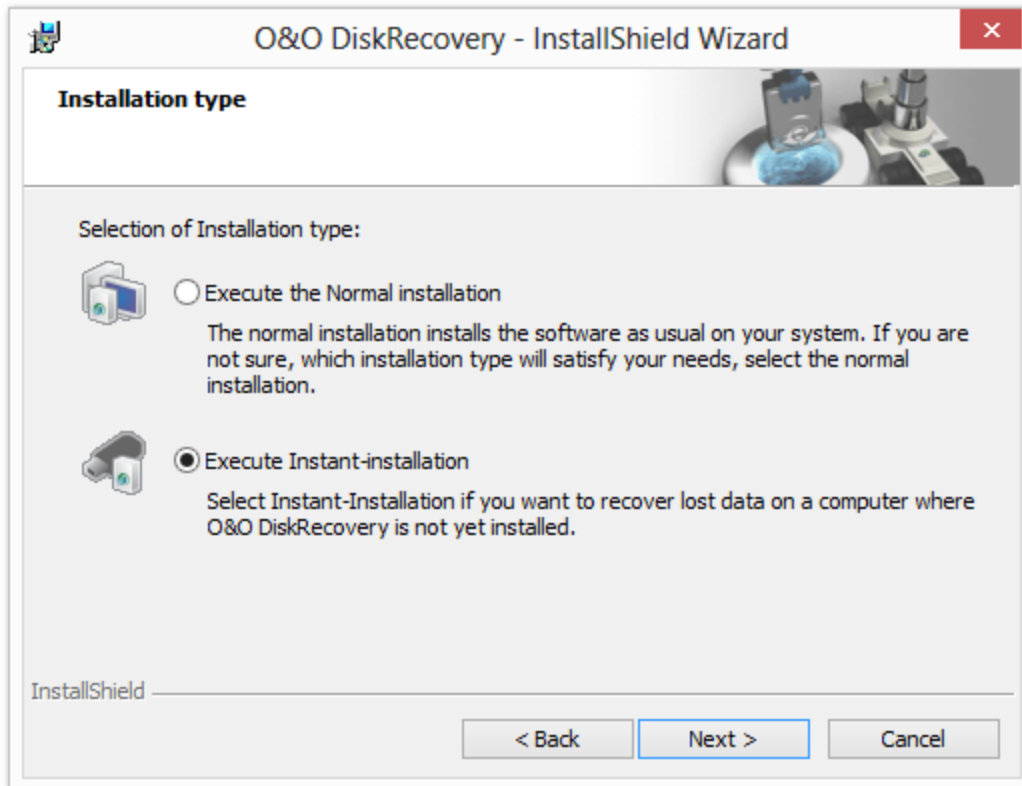 O&O DiskRecovery - InstallShield Wizard
Installation type
Selection of Installation type:
Execute the Normal installation
The normal installation installs the software as usual on your system. If you are
not sure, which installation type will satisfy your needs, select the normal
installation.
Execute Instant-installation
Select Instant-Installation if you want to recover lost data on a computer where
O&O DiskRecovery is not yet installed.
InstallShield
< Back
Next >
Cancel